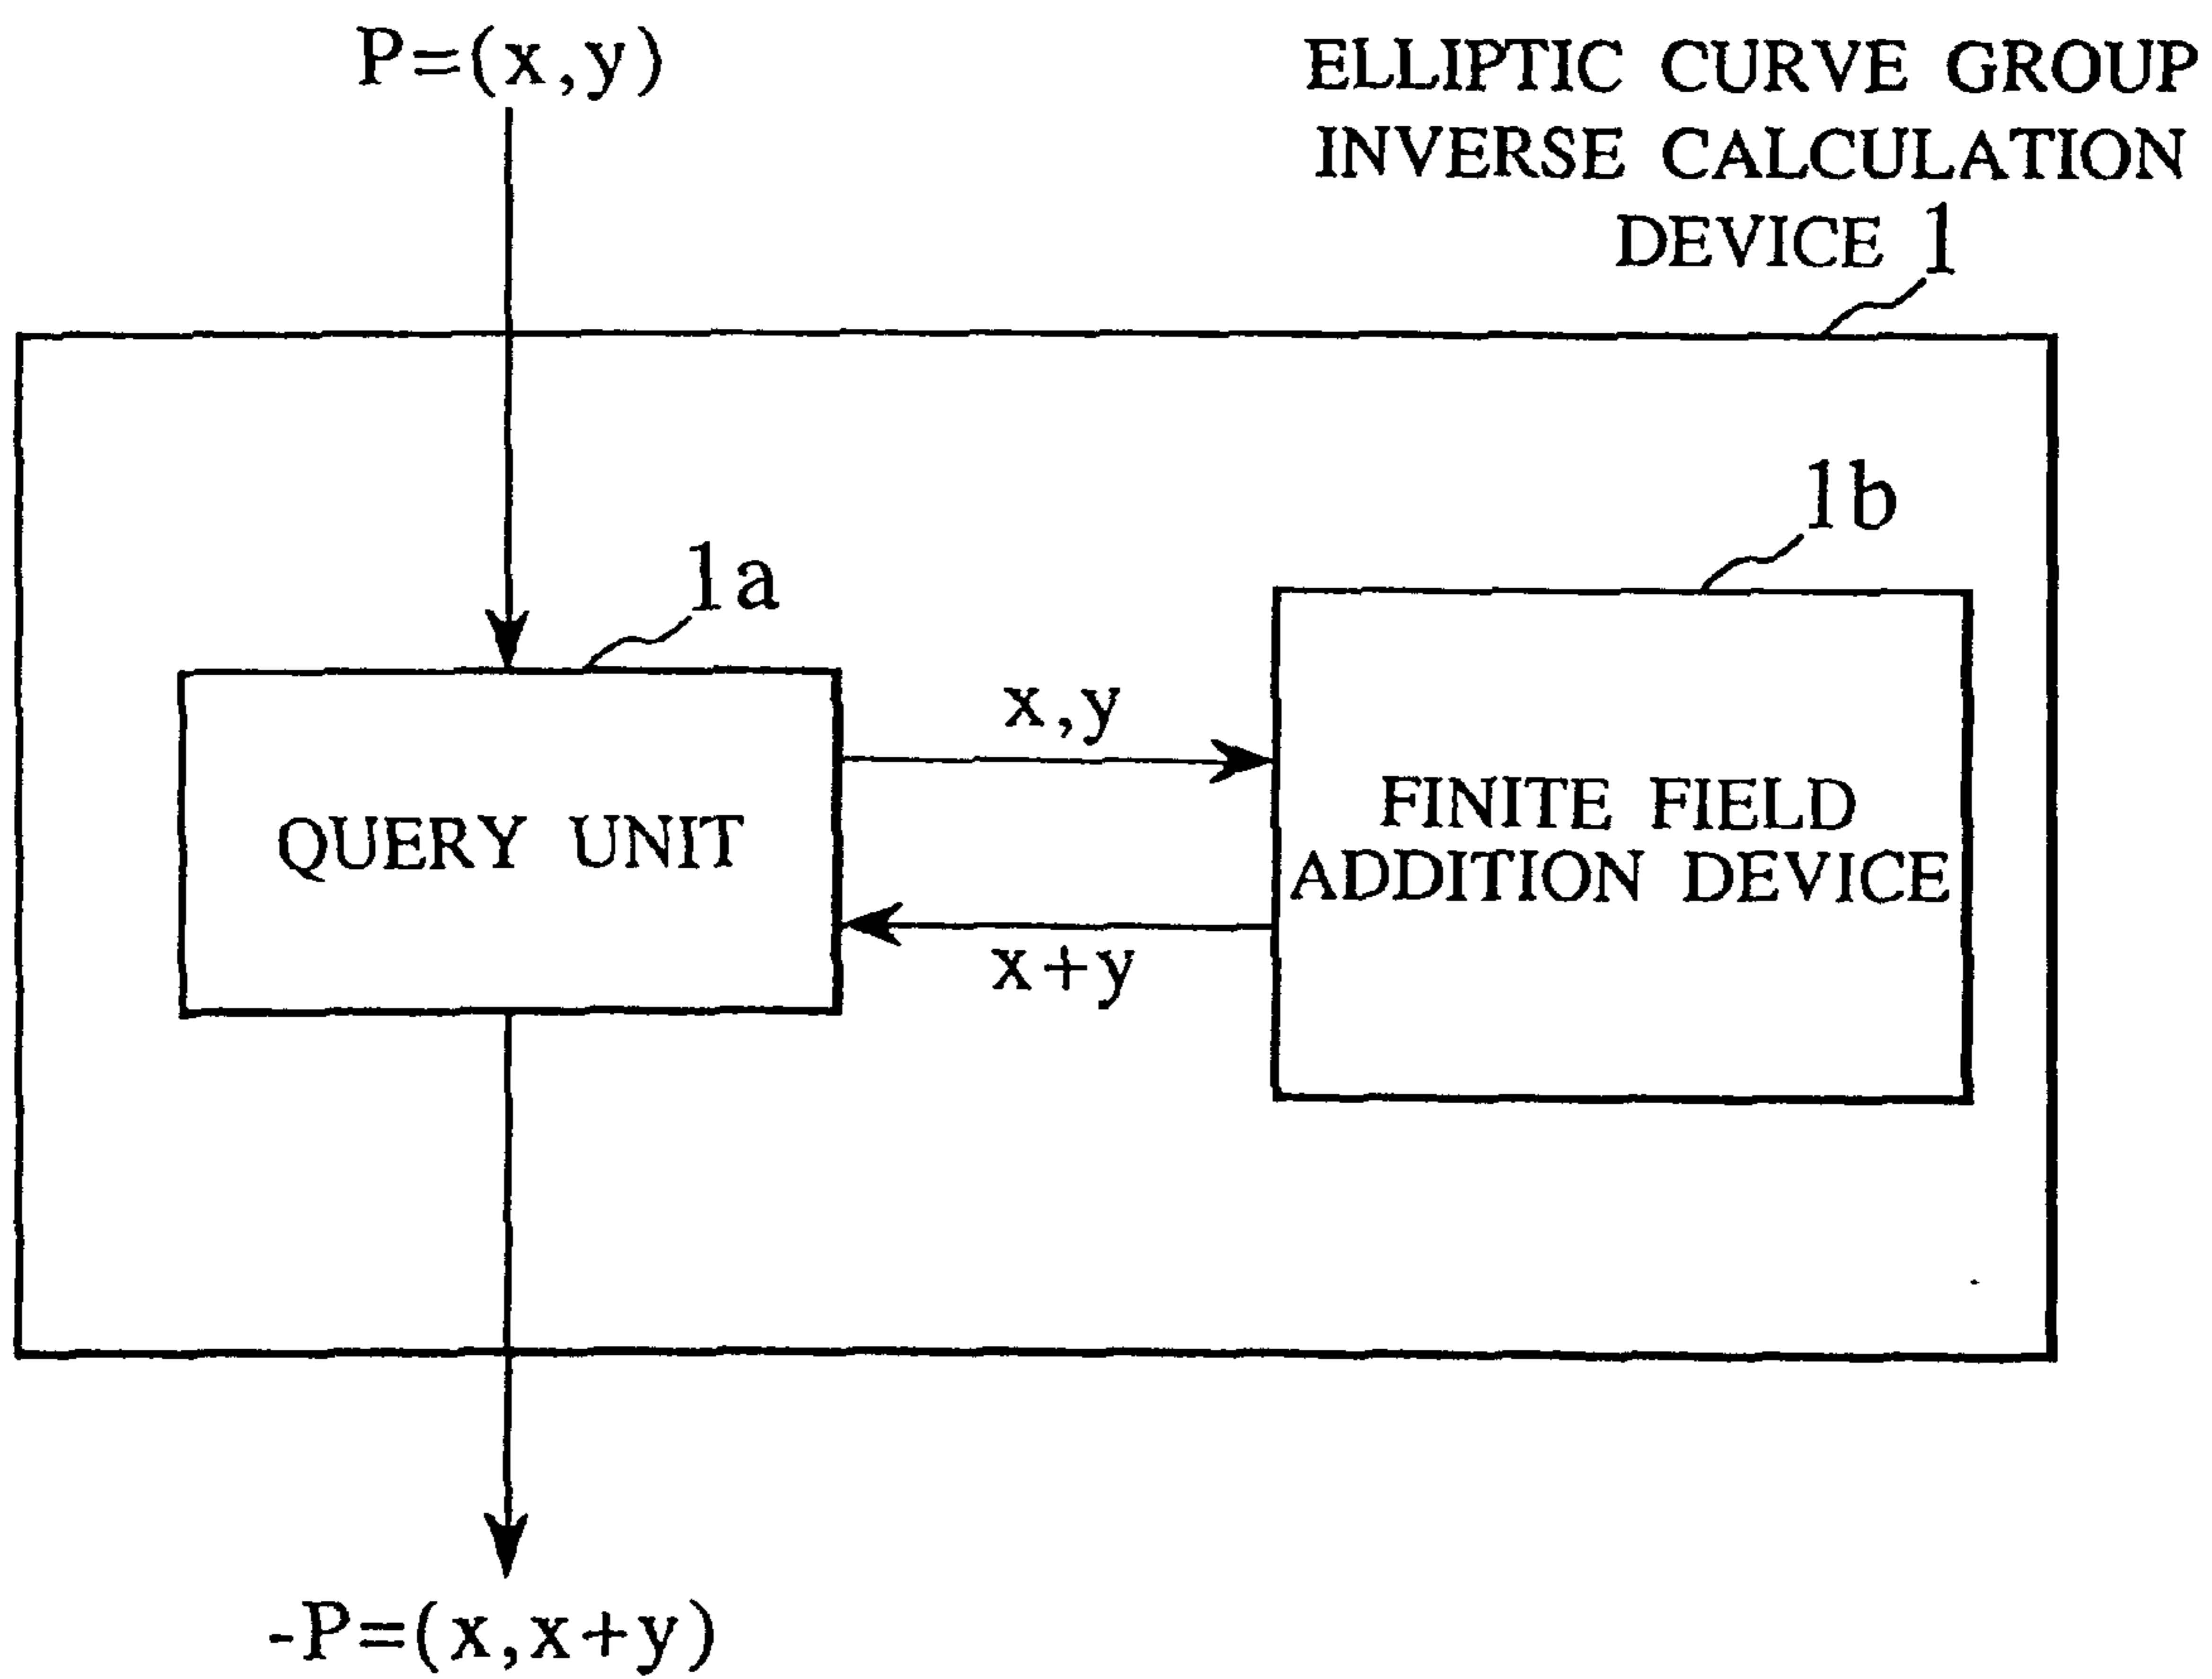 P=(x,y)
ELLIPTIC CURVE GROUP
INVERSE CALCULATION
DEVICE 1
1b
1a
x,y
QUERY UNIT
FINITE FIELD
ADDITION DEVICE
x+y
-P=(x,x+y)